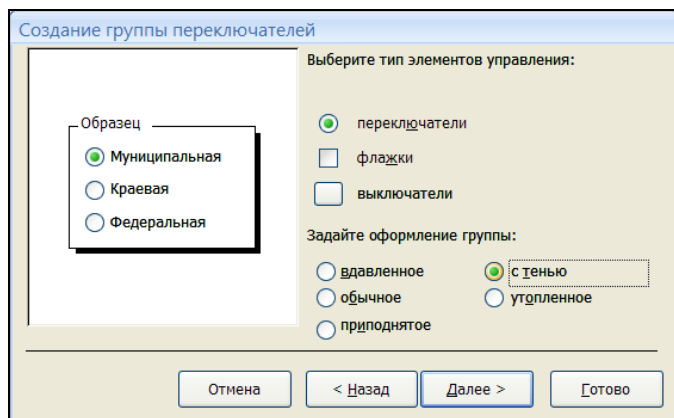 Создание группы переключателей
Выберите тип элементов управления:
Образец
Муниципальная
Краевая
Федеральная
переключатели
флажки
выключатели
Задайте оформление группы:
вдавленное
с тенью
обычное
утопленное
приподнятое
Отмена
< Назад
Далее >
Готово